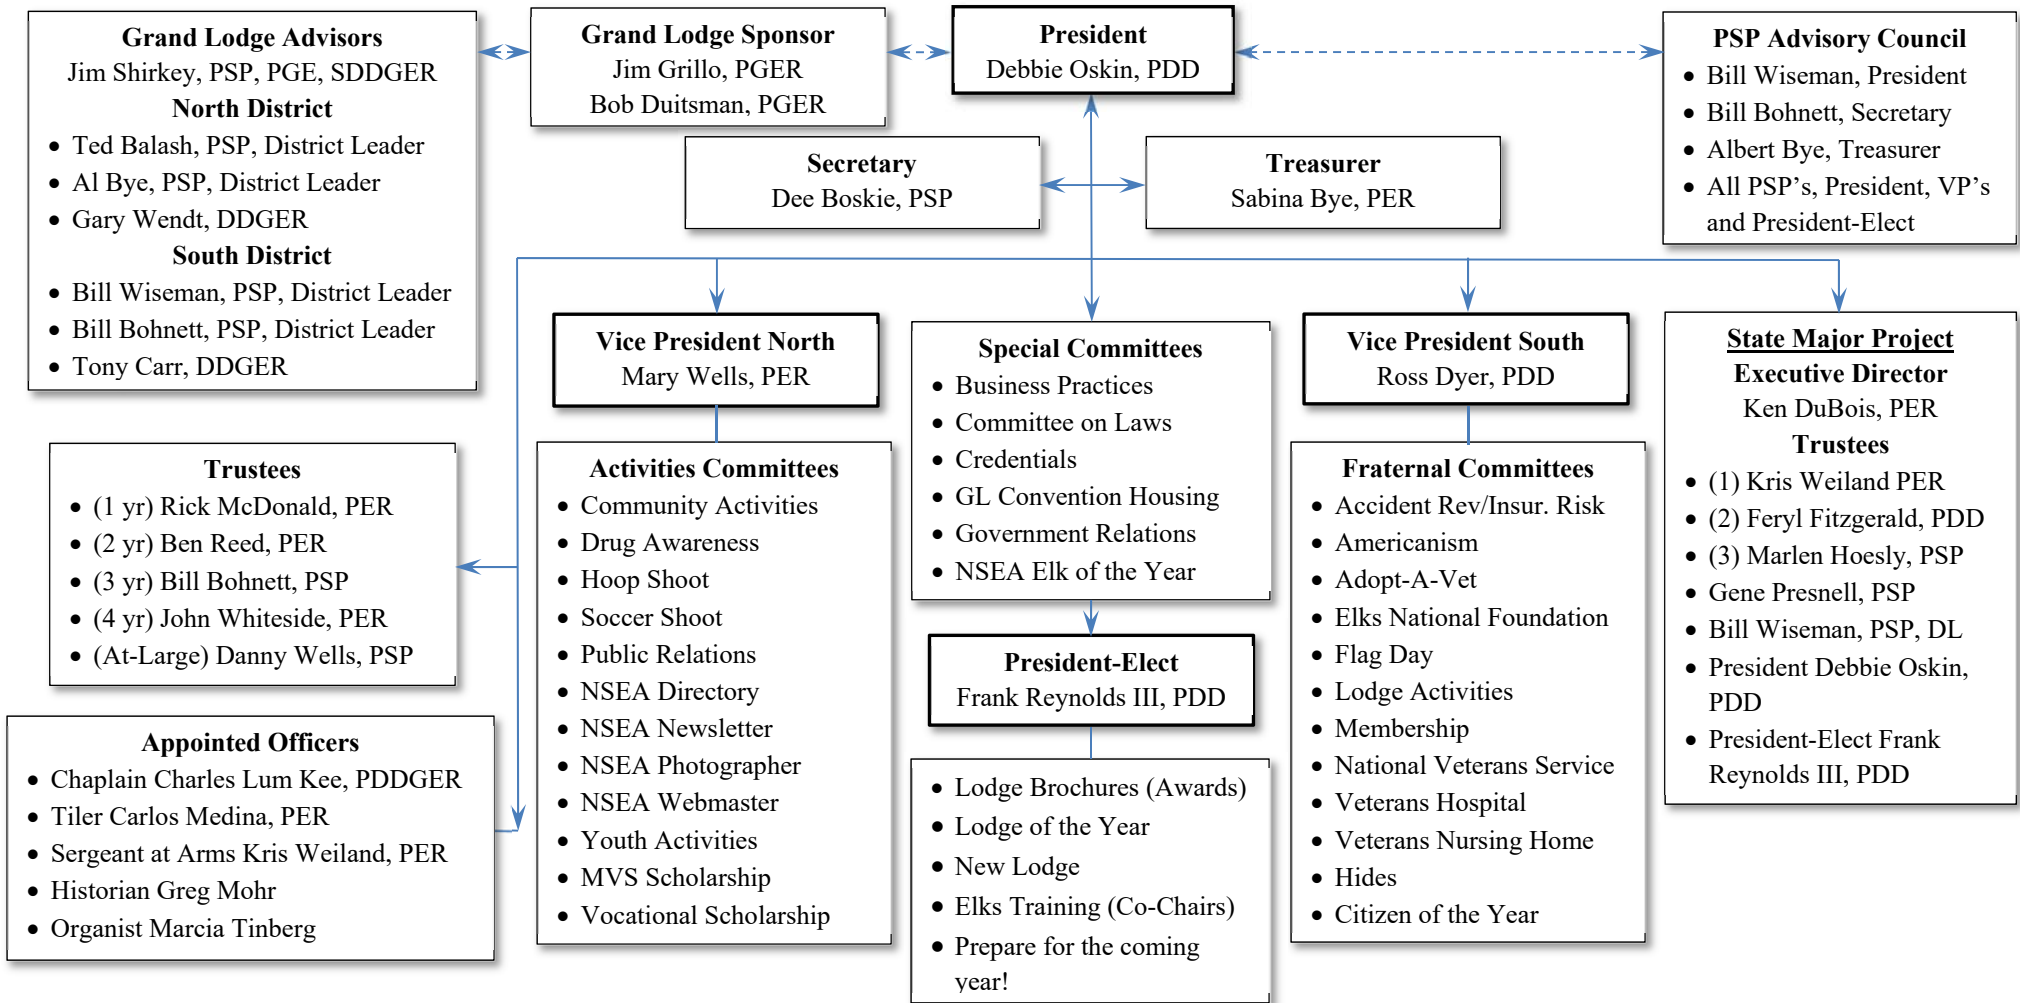 Grand Lodge Advisors
Jim Shirkey, PSP, PGE, SDDGER
North District
• Ted Balash, PSP, District Leader
• Al Bye, PSP, District Leader
• Gary Wendt, DDGER
South District
• Bill Wiseman, PSP, District Leader
• Bill Bohnett, PSP, District Leader
• Tony Carr, DDGER
Grand Lodge Sponsor
Jim Grillo, PGER
Bob Duitsman, PGER
President
Debbie Oskin, PDD
PSP Advisory Council
• Bill Wiseman, President
• Bill Bohnett, Secretary
• Albert Bye, Treasurer
• All PSP’s, President, VP’s
and President-Elect
Secretary
Dee Boskie, PSP
Treasurer
Sabina Bye, PER
Vice President North
Mary Wells, PER
Special Committees
• Business Practices
• Committee on Laws
• Credentials
• GL Convention Housing
• Government Relations
• NSEA Elk of the Year
Vice President South
Ross Dyer, PDD
State Major Project
Executive Director
Ken DuBois, PER
Trustees
• (1) Kris Weiland PER
• (2) Feryl Fitzgerald, PDD
• (3) Marlen Hoesly, PSP
• Gene Presnell, PSP
• Bill Wiseman, PSP, DL
• President Debbie Oskin,
PDD
• President-Elect Frank
Reynolds III, PDD
Trustees
• (1 yr) Rick McDonald, PER
• (2 yr) Ben Reed, PER
• (3 yr) Bill Bohnett, PSP
• (4 yr) John Whiteside, PER
• (At-Large) Danny Wells, PSP
Activities Committees
• Community Activities
• Drug Awareness
• Hoop Shoot
• Soccer Shoot
• Public Relations
• NSEA Directory
• NSEA Newsletter
• NSEA Photographer
• NSEA Webmaster
• Youth Activities
• MVS Scholarship
• Vocational Scholarship
Fraternal Committees
• Accident Rev/Insur. Risk
• Americanism
• Adopt-A-Vet
• Elks National Foundation
• Flag Day
• Lodge Activities
• Membership
• National Veterans Service
• Veterans Hospital
• Veterans Nursing Home
• Hides
• Citizen of the Year
President-Elect
Frank Reynolds III, PDD
• Lodge Brochures (Awards)
• Lodge of the Year
• New Lodge
• Elks Training (Co-Chairs)
• Prepare for the coming
year!
Appointed Officers
• Chaplain Charles Lum Kee, PDDGER
• Tiler Carlos Medina, PER
• Sergeant at Arms Kris Weiland, PER
• Historian Greg Mohr
• Organist Marcia Tinberg